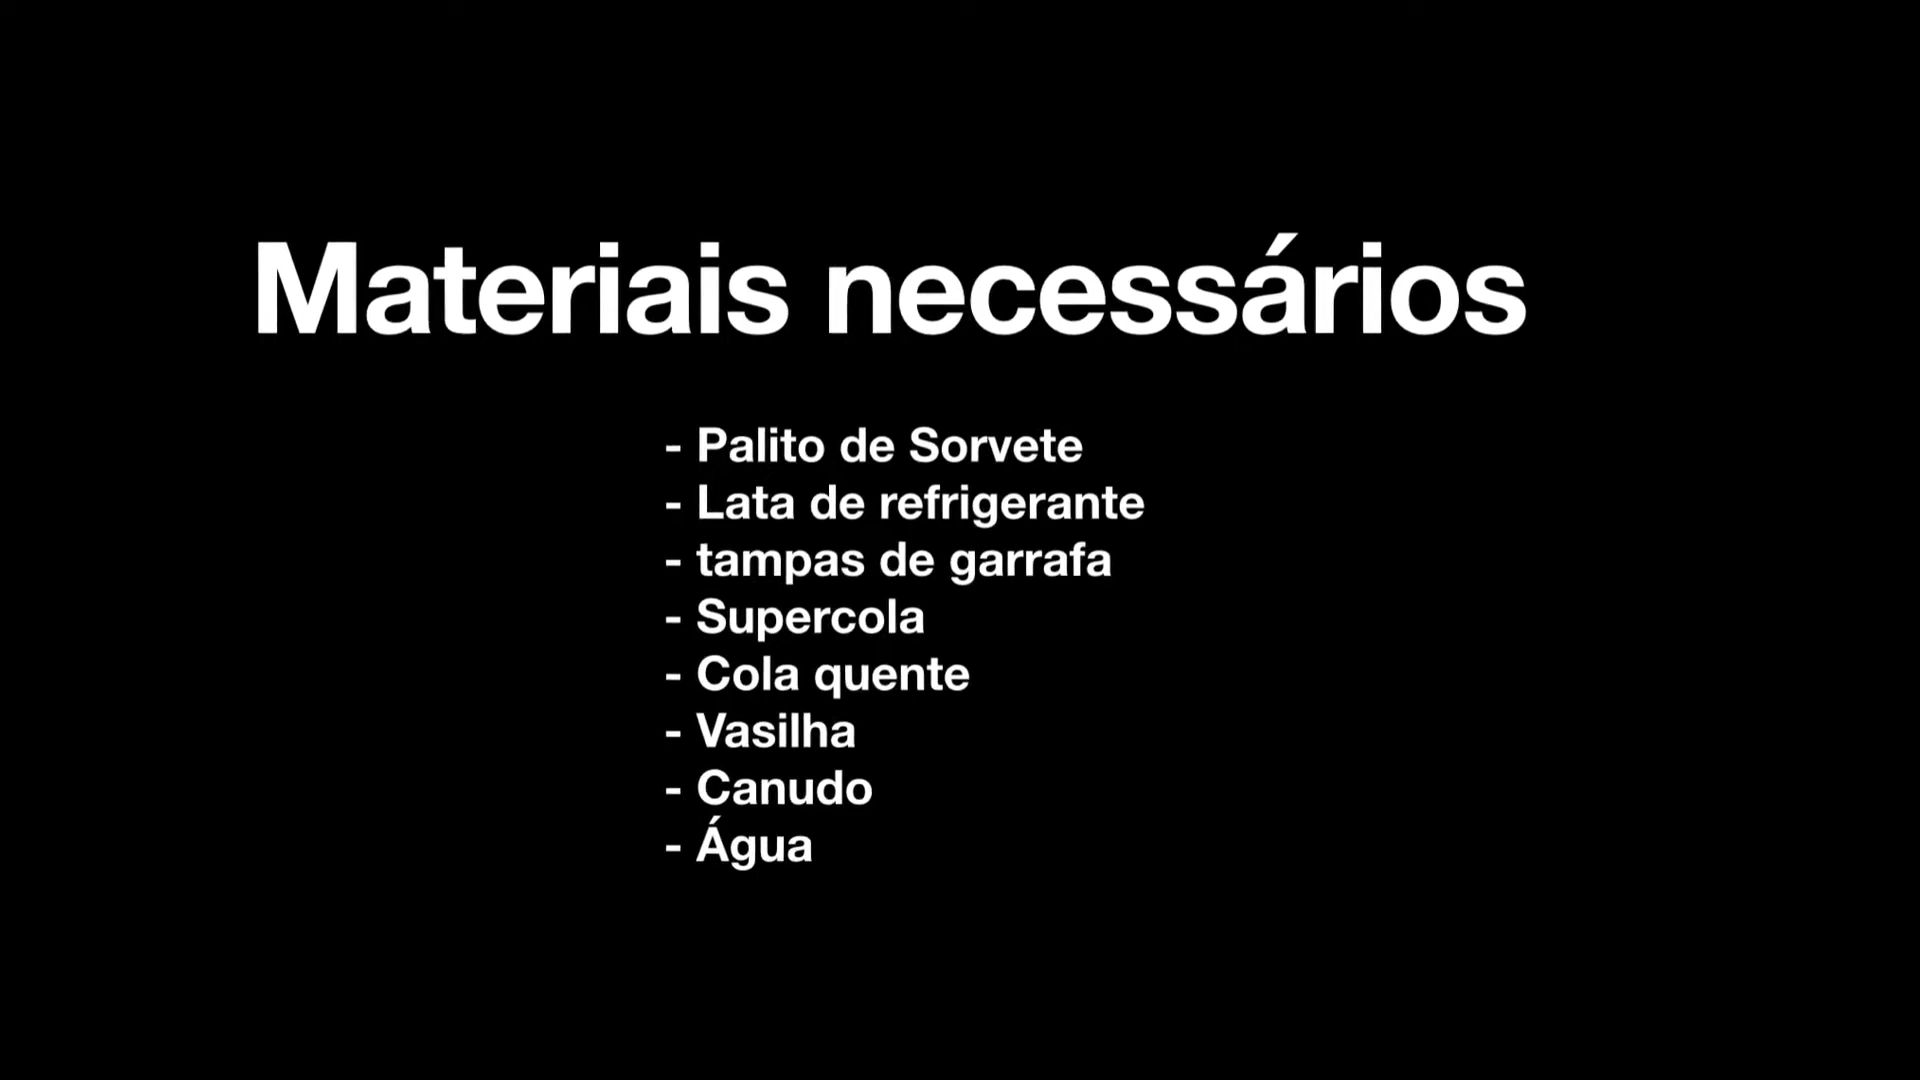 Materiais necessários
- Palito de Sorvete
- Lata de refrigerante
- tampas de garrafa
- Supercola
- Cola quente
- Vasilha
- Canudo
- Água